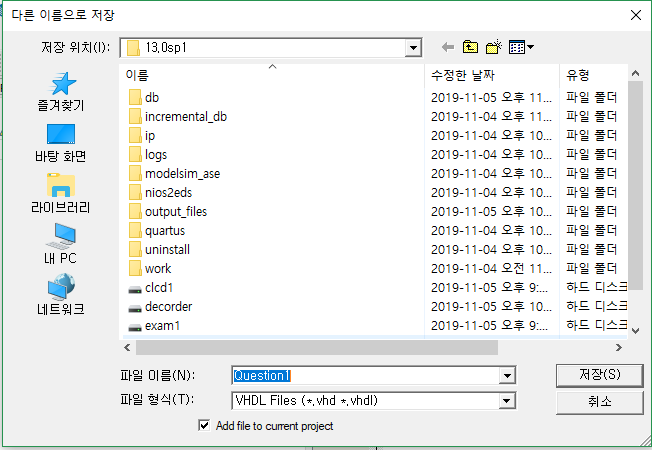 다른 이름으로 저장
저장 위치(I): 13.0sp1
이름 수정한 날짜 유형
db 2019-11-05 오후 11... 파일 폴더
incremental_db 2019-11-05 오후 11... 파일 폴더
ip 2019-11-04 오후 10... 파일 폴더
logs 2019-11-04 오후 10... 파일 폴더
modelsim_ase 2019-11-04 오후 10... 파일 폴더
nios2eds 2019-11-04 오후 10... 파일 폴더
output_files 2019-11-05 오후 10... 파일 폴더
quartus 2019-11-04 오후 10... 파일 폴더
uninstall 2019-11-04 오후 10... 파일 폴더
work 2019-11-04 오전 11... 파일 폴더
clcd1 2019-11-05 오후 9:... 하드 디스크
decorder 2019-11-05 오후 10... 하드 디스크
exam1 2019-11-05 오후 9:... 하드 디스크
즐겨찾기
바탕 화면
라이브러리
내 PC
네트워크
파일 이름(N): Question1 저장(S)
파일 형식(T): VHDL Files (*.vhd *.vhdl) 취소
Add file to current project